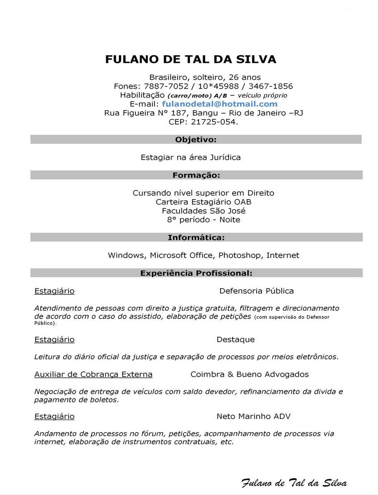 FULANO DE TAL DA SILVA
Brasileiro, solteiro, 26 anos
Fones: 7887-7052 / 10*45988 / 3467-1856
Habilitação (carro/moto) A/B – veículo próprio
E-mail: fulanodetal@hotmail.com
Rua Figueira N° 187, Bangu – Rio de Janeiro –RJ
CEP: 21725-054.
Objetivo:
Estagiar na área Jurídica
Formação:
Cursando nível superior em Direito
Carteira Estagiário OAB
Faculdades São José
8° período - Noite
Informática:
Windows, Microsoft Office, Photoshop, Internet
Experiência Profissional:
Estagiário Defensoria Pública
Atendimento de pessoas com direito a justiça gratuita, filtragem e direcionamento
de acordo com o caso do assistido, elaboração de petições (com supervisão do Defensor
Público).
Estagiário Destaque
Leitura do diário oficial da justiça e separação de processos por meios eletrônicos.
Auxiliar de Cobrança Externa Coimbra & Bueno Advogados
Negociação de entrega de veículos com saldo devedor, refinanciamento da divida e
pagamento de boletos.
Estagiário Neto Marinho ADV
Andamento de processos no fórum, petições, acompanhamento de processos via
internet, elaboração de instrumentos contratuais, etc.
Fulano de Tal da Silva